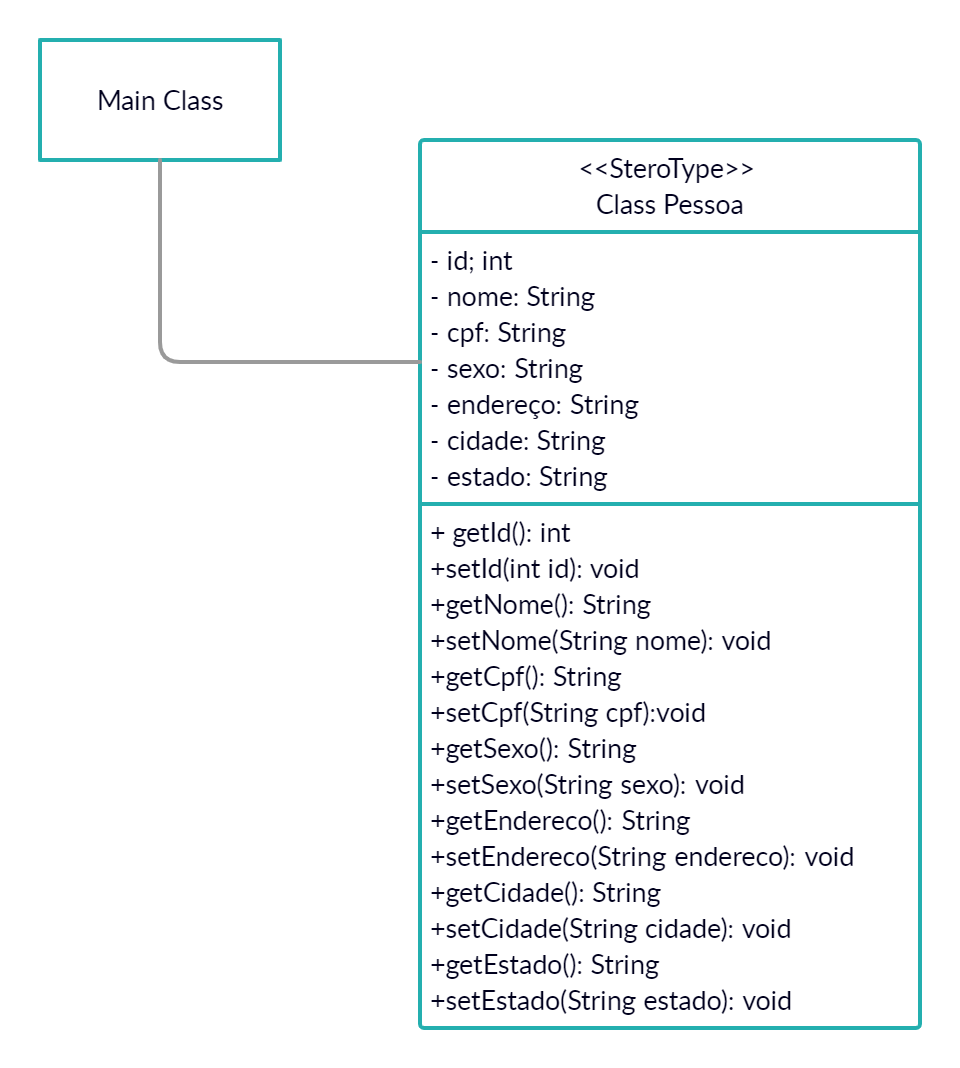 Main Class
<<SteroType>>
Class Pessoa
- id; int
- nome: String
- cpf: String
- sexo: String
- endereço: String
- cidade: String
- estado: String
+ getId(): int
+setId(int id): void
+getNome(): String
+setNome(String nome): void
+getCpf(): String
+setCpf(String cpf):void
+getSexo(): String
+setSexo(String sexo): void
+getEndereco(): String
+setEndereco(String endereco): void
+getCidade(): String
+setCidade(String cidade): void
+getEstado(): String
+setEstado(String estado): void